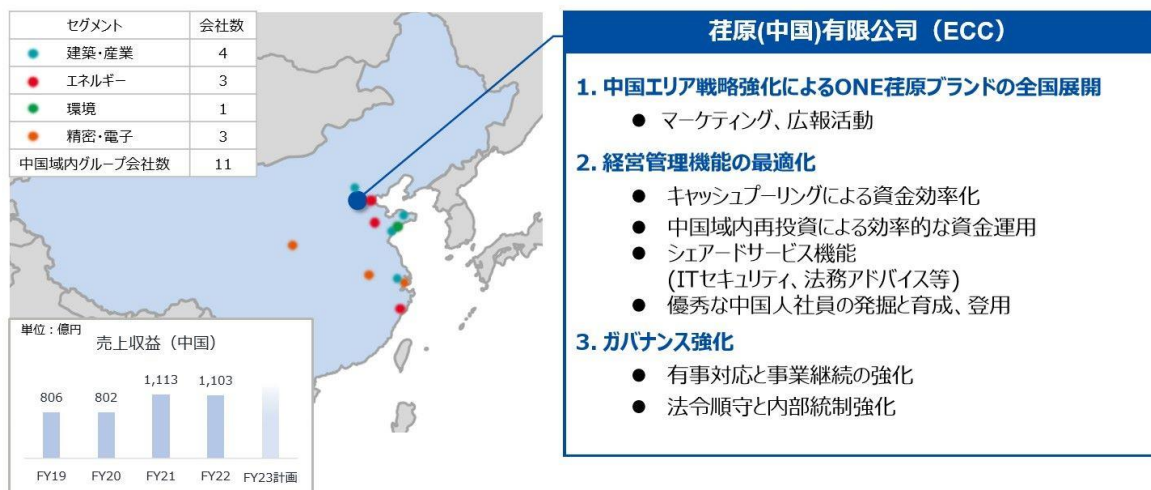 セグメント 会社数
建築・産業 4
エネルギー 3
環境 1
精密・電子 3
中国域内グループ会社数 11
単位：億円
売上収益（中国）
806 802 1,113 1,103
FY19 FY20 FY21 FY22 FY23計画
荏原(中国)有限公司（ECC）
1. 中国エリア戦略強化によるONE荏原ブランドの全国展開
● マーケティング、広報活動
2. 経営管理機能の最適化
● キャッシュプーリングによる資金効率化
● 中国域内再投資による効率的な資金運用
● シェアードサービス機能
(ITセキュリティ、法務アドバイス等)
● 優秀な中国人社員の発掘と育成、登用
3. ガバナンス強化
● 有事対応と事業継続の強化
● 法令順守と内部統制強化